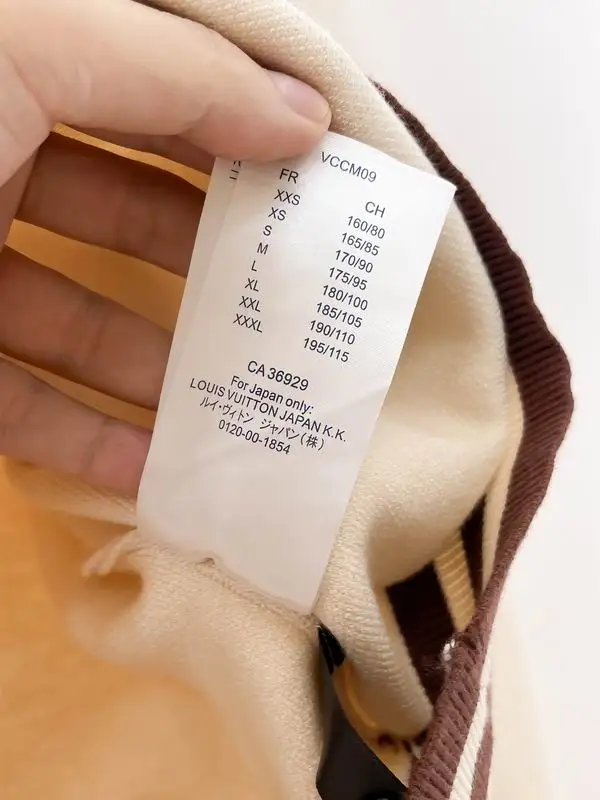 VCCM09
FR CH
XXS 160/80
XS 165/85
S 170/90
M 175/95
L 180/100
XL 185/105
XXL 190/110
XXXL 195/115
CA 36929
For Japan only:
LOUIS VUITTON JAPAN K.K.
ルイ・ヴィトン ジャパン(株)
0120-00-1854